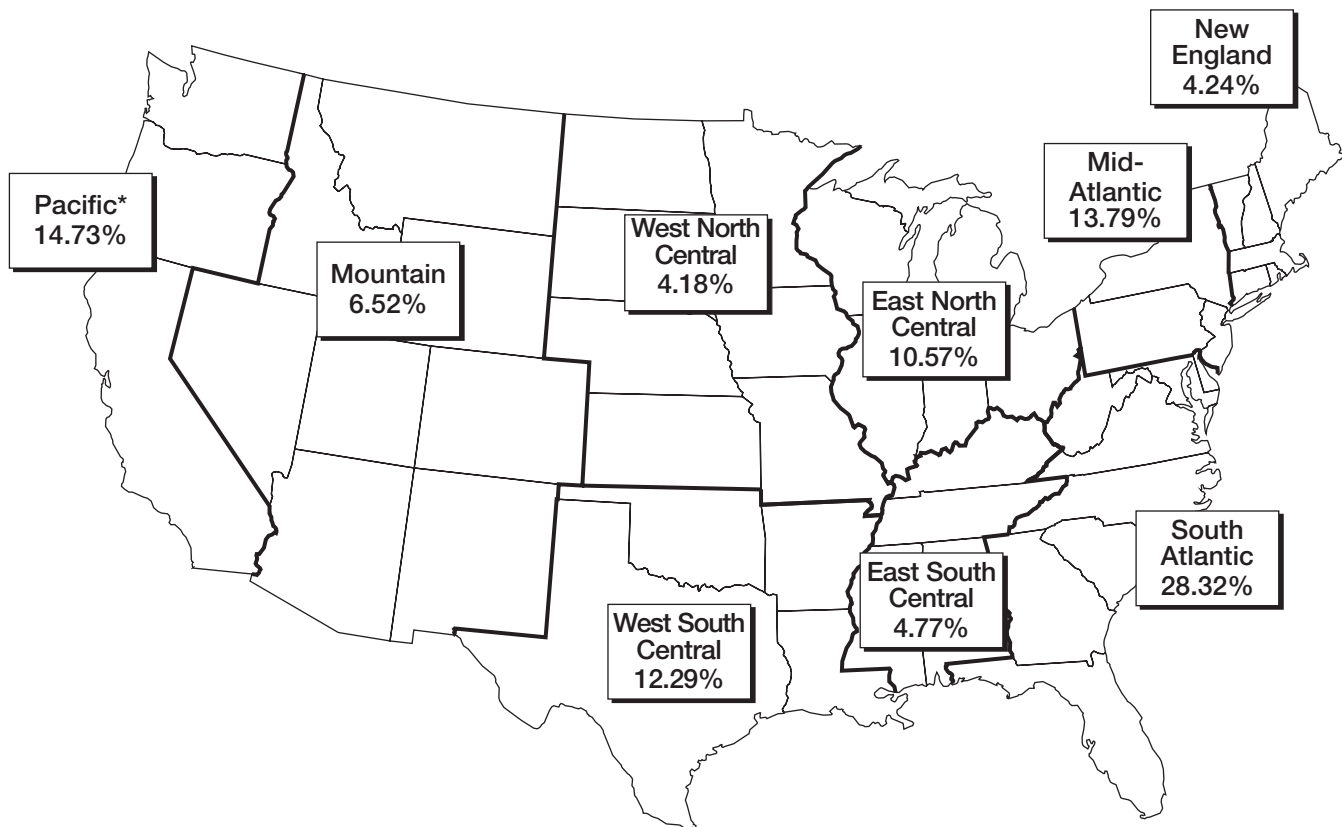 New
England
4.24%
Mid-
Atlantic
13.79%
Pacific*
14.73%
West North
Central
4.18%
Mountain
6.52%
East North
Central
10.57%
South
Atlantic
28.32%
East South
Central
4.77%
West South
Central
12.29%